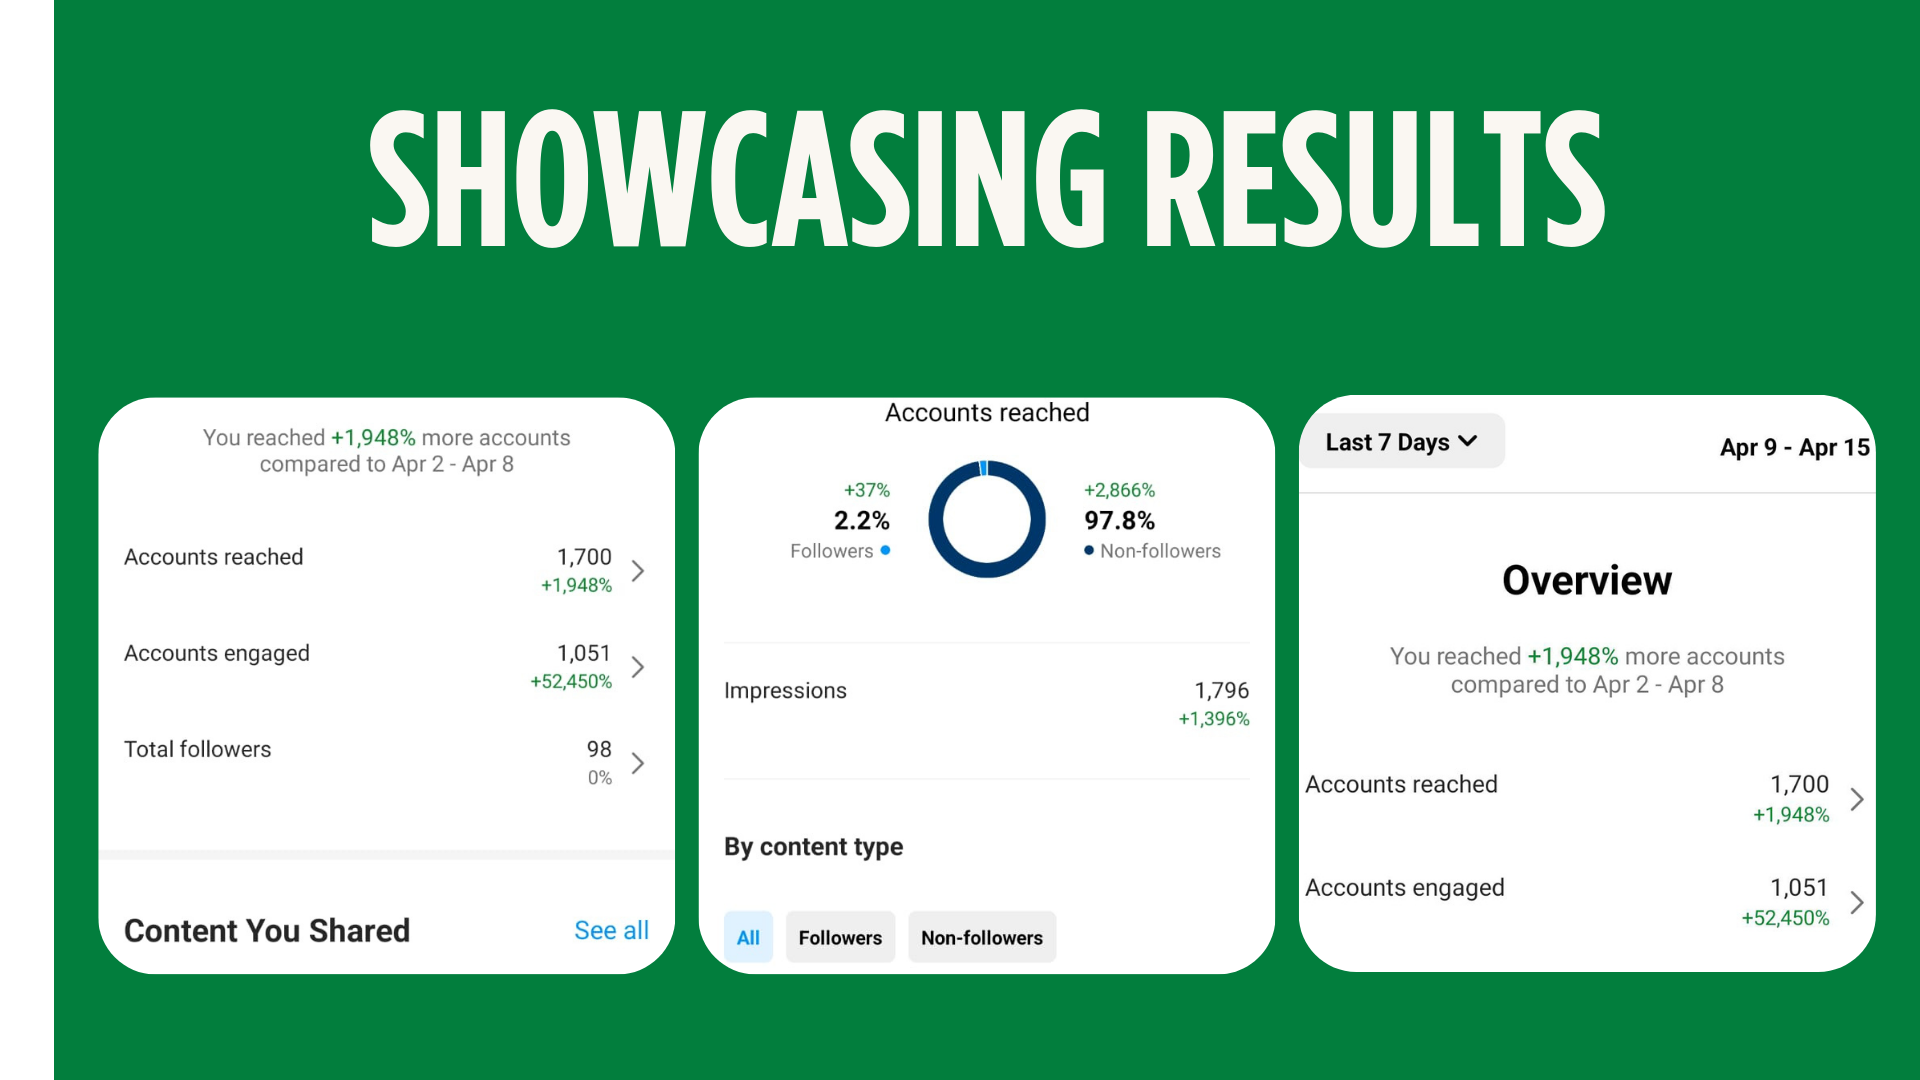 SHOWCASING RESULTS
You reached +1,948% more accounts
compared to Apr 2 - Apr 8
Accounts reached 1,700
+1,948%
Accounts engaged 1,051
+52,450%
Total followers 98
0%
Content You Shared See all
Accounts reached
+37% +2,866%
2.2% 97.8%
Followers Non-followers
Impressions 1,796
+1,396%
By content type
All Followers Non-followers
Last 7 Days Apr 9 - Apr 15
Overview
You reached +1,948% more accounts
compared to Apr 2 - Apr 8
Accounts reached 1,700
+1,948%
Accounts engaged 1,051
+52,450%